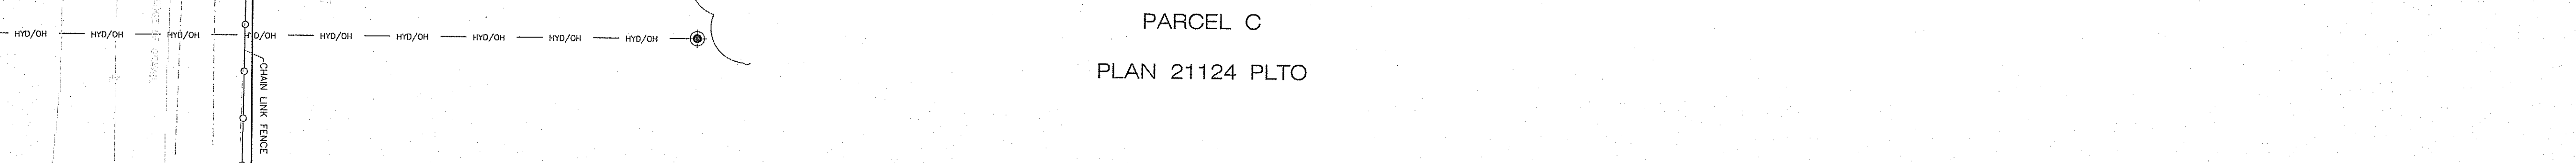 PARCEL C
HYD/OH HYD/OH HYD/OH HYD/OH HYD/OH HYD/OH HYD/OH HYD/OH HYD/OH
PLAN 21124 PLTO
CHAIN LINK FENCE